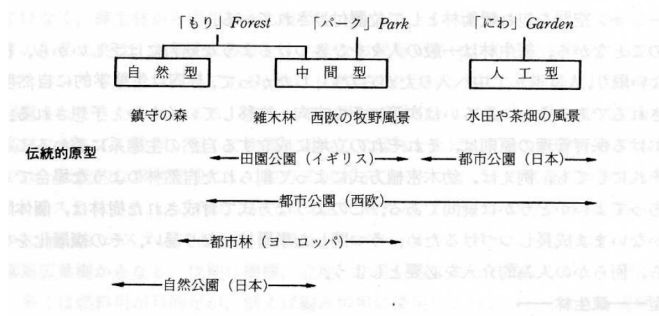 「もり」Forest 「パーク」Park 「にわ」Garden
自然型 中間型 人工型
鎮守の森 雑木林 西欧の牧野風景 水田や茶畑の風景
伝統的原型
田園公園(イギリス) 都市公園(日本)
都市公園(西欧)
都市林(ヨーロッパ)
自然公園(日本)